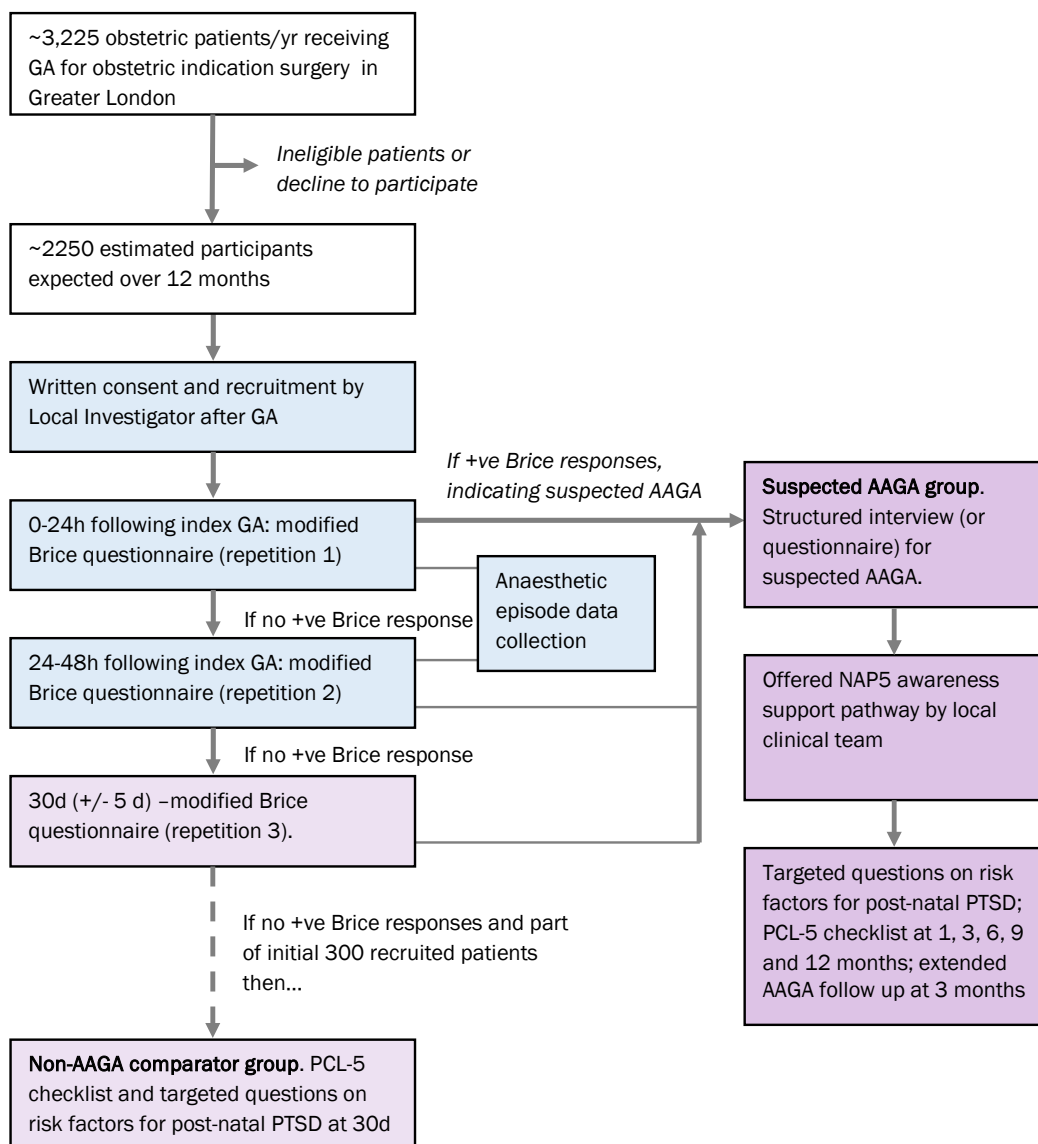 ~3,225 obstetric patients/yr receiving
GA for obstetric indication surgery in
Greater London
Ineligible patients or
decline to participate
~2250 estimated participants
expected over 12 months
Written consent and recruitment by
Local Investigator after GA
If +ve Brice responses,
indicating suspected AAGA
0-24h following index GA: modified
Brice questionnaire (repetition 1)
Suspected AAGA group.
Structured interview (or
questionnaire) for
suspected AAGA.
Anaesthetic
episode data
collection
If no +ve Brice response
24-48h following index GA: modified
Brice questionnaire (repetition 2)
Offered NAP5 awareness
support pathway by local
clinical team
If no +ve Brice response
30d (+/- 5 d) –modified Brice
questionnaire (repetition 3).
Targeted questions on risk
factors for post-natal PTSD;
PCL-5 checklist at 1, 3, 6, 9
and 12 months; extended
AAGA follow up at 3 months
If no +ve Brice responses and part
of initial 300 recruited patients
then...
Non-AAGA comparator group. PCL-5
checklist and targeted questions on
risk factors for post-natal PTSD at 30d